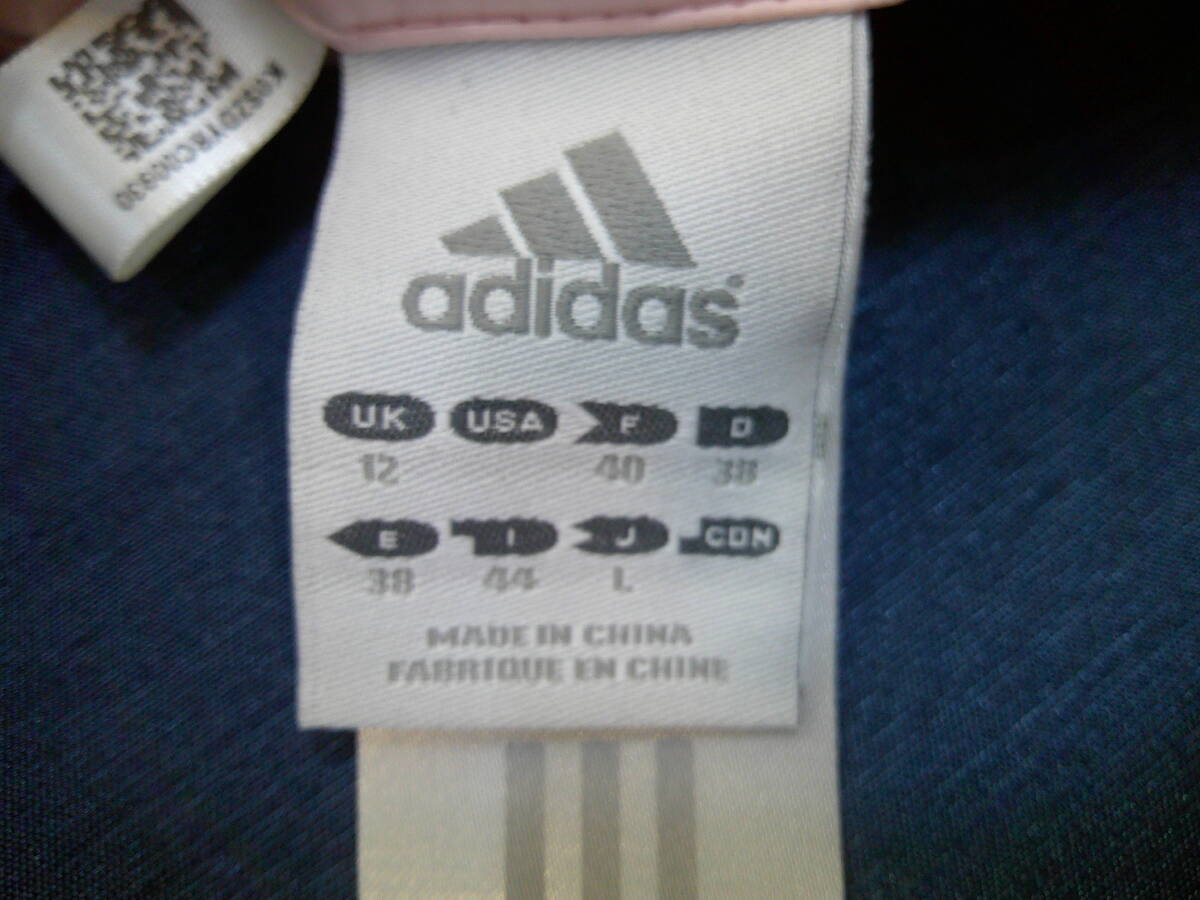 adidas
UK USA F D
12 40 38
E I J CDN
38 44 L
MADE IN CHINA
FABRIQUE EN CHINE